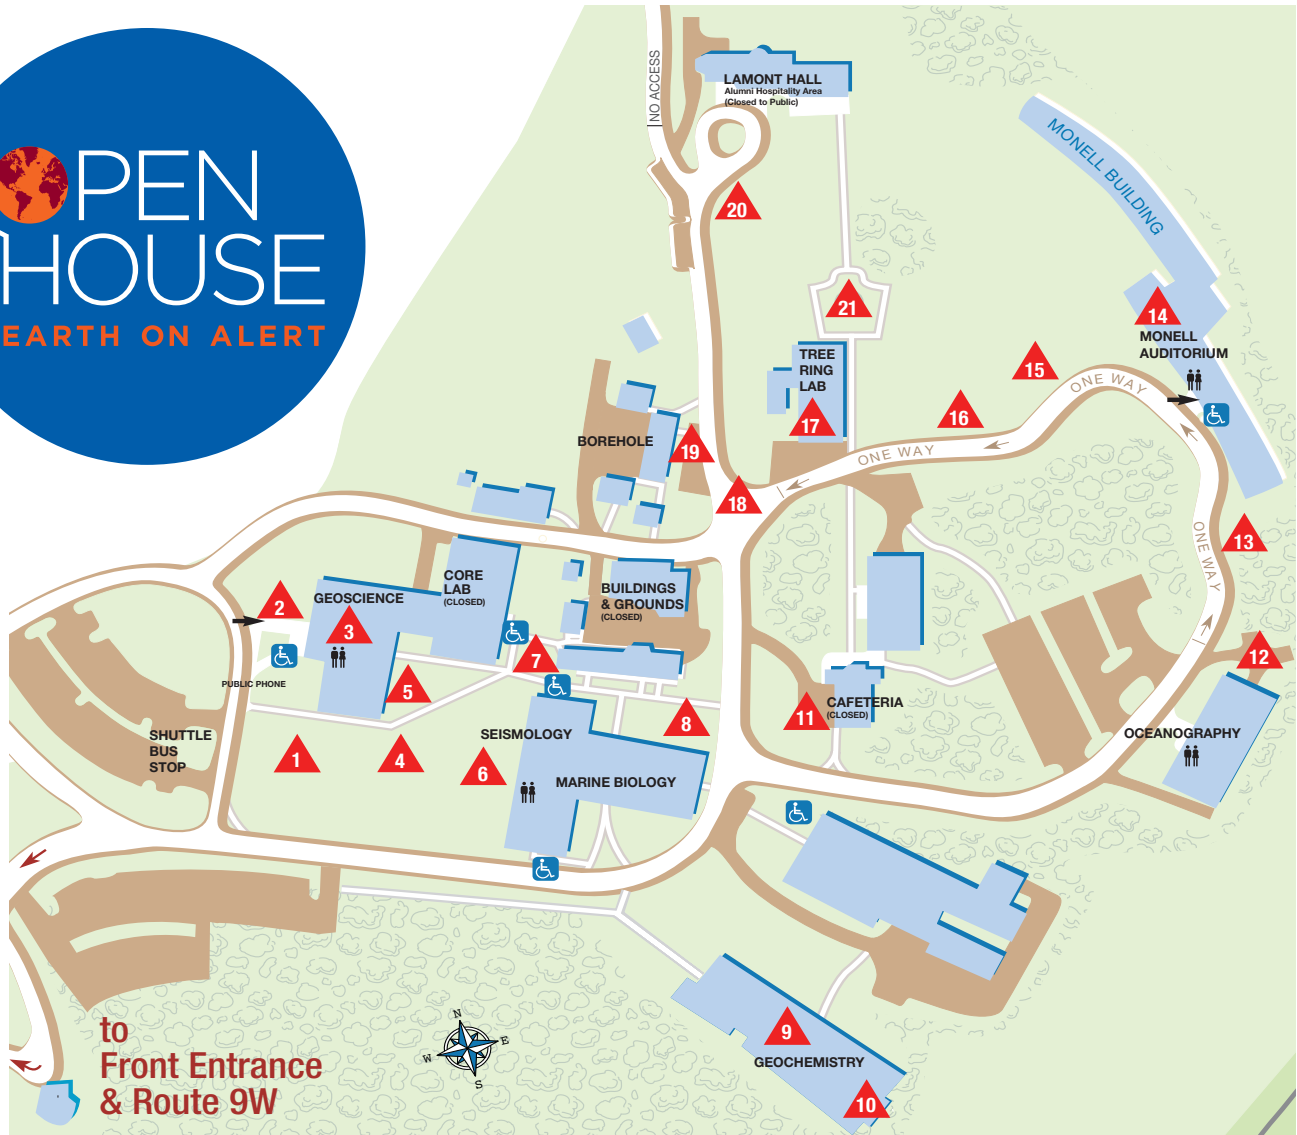 OPEN
HOUSE
EARTH ON ALERT
NO ACCESS
LAMONT HALL
Alumni Hospitality Area
(Closed to Public)
MONELL BUILDING
20
21
14
MONELL
AUDITORIUM
TREE
RING
LAB
17
15
16
ONE WAY
ONE WAY
ONE WAY
BOREHOLE
19
18
13
CORE
LAB
(CLOSED)
GEOSCIENCE
2
3
BUILDINGS
& GROUNDS
(CLOSED)
7
12
PUBLIC PHONE
5
8
11
CAFETERIA
(CLOSED)
SHUTTLE
BUS
STOP
1
4
6
SEISMOLOGY
MARINE BIOLOGY
OCEANOGRAPHY
N
E
W
S
to
Front Entrance
& Route 9W
9
GEOCHEMISTRY
10